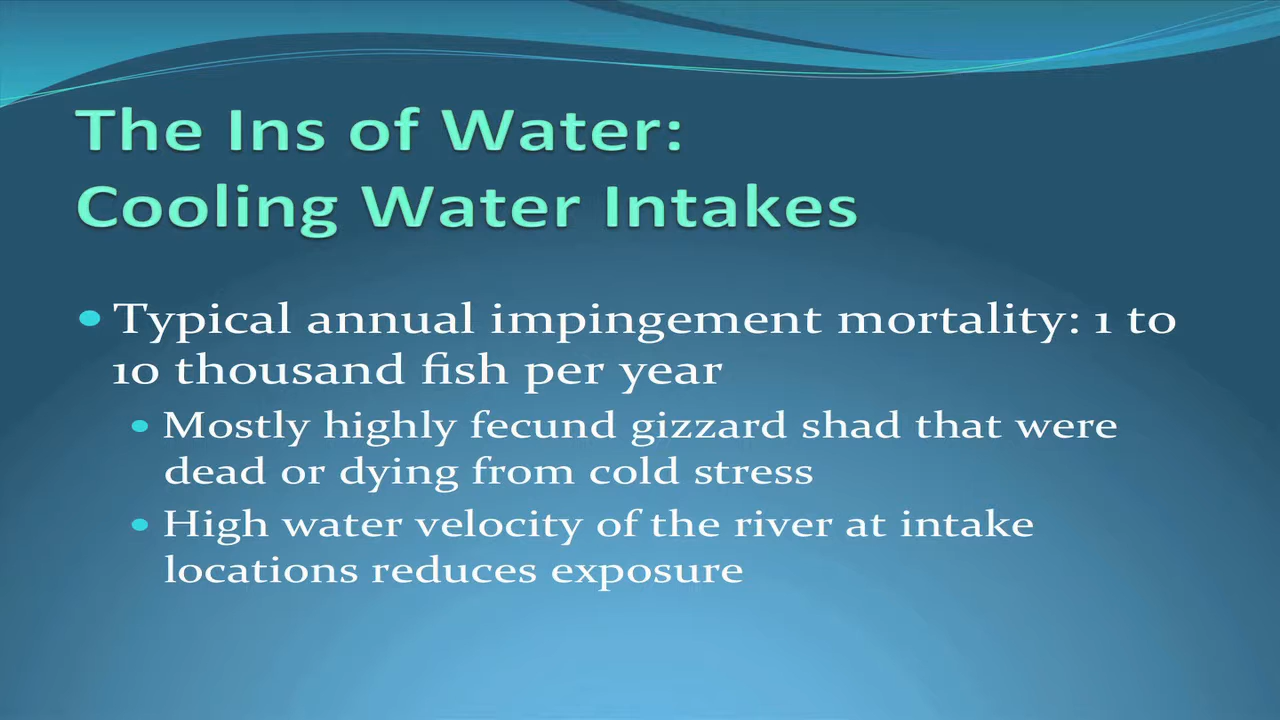 The Ins of Water:
Cooling Water Intakes
• Typical annual impingement mortality: 1 to
10 thousand fish per year
• Mostly highly fecund gizzard shad that were
dead or dying from cold stress
• High water velocity of the river at intake
locations reduces exposure